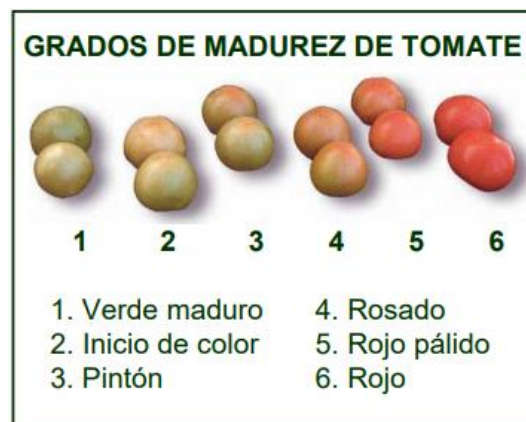 GRADOS DE MADUREZ DE TOMATE
1 2 3 4 5 6
1. Verde maduro
2. Inicio de color
3. Pintón
4. Rosado
5. Rojo pálido
6. Rojo